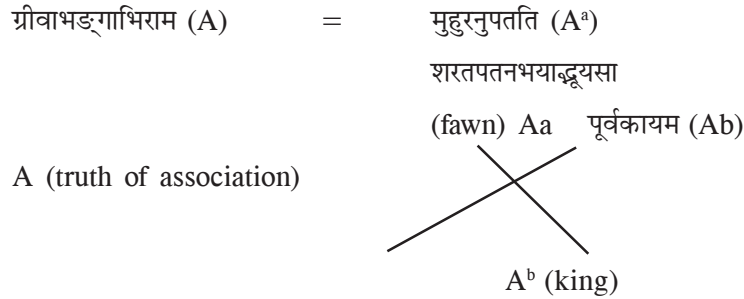 ग्रीवाभङ्गाभिराम (A) = मुहुरनुपतति (Aᵃ)
शरतपतनभयाद्भूयसा
(fawn) Aa पूर्वकायम (Ab)
A (truth of association)
Aᵇ (king)